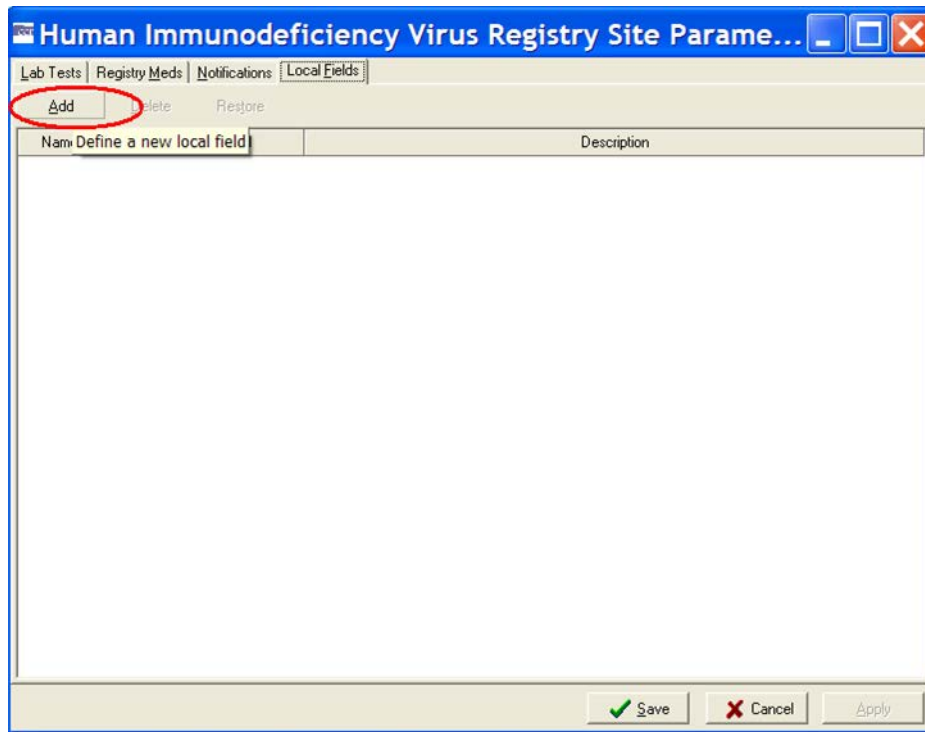 Human Immunodeficiency Virus Registry Site Parame...
Lab Tests Registry Meds Notifications Local Fields
Add Delete Restore
Name Define a new local field Description
Save Cancel Apply